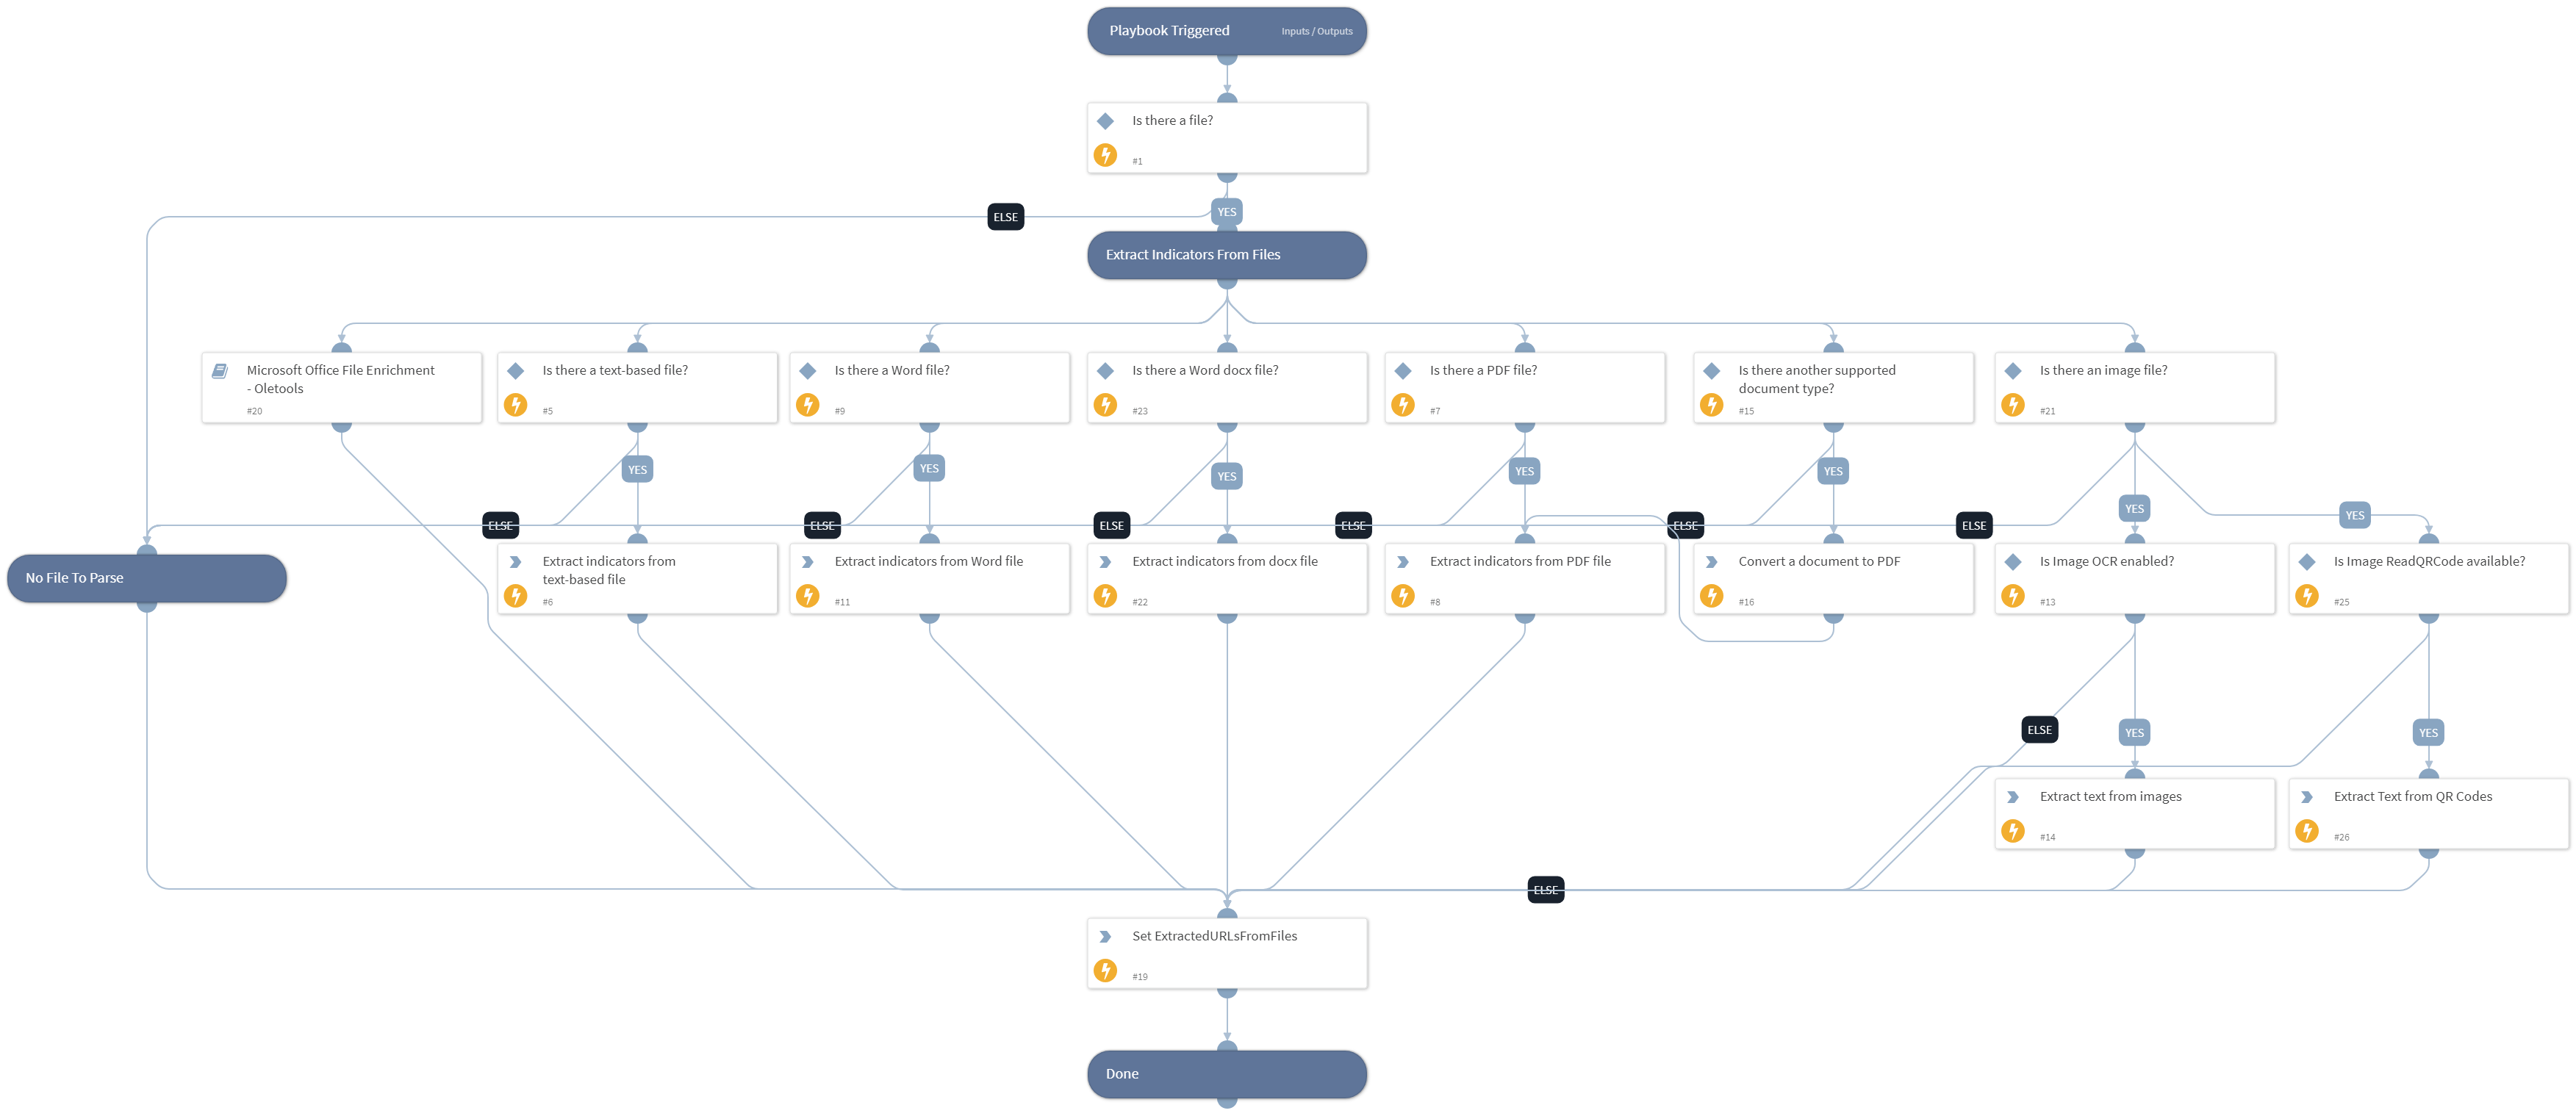 Playbook Triggered
Inputs / Outputs
Is there a file?
#1
ELSE
YES
Extract Indicators From Files
Microsoft Office File Enrichment
- Oletools
#20
Is there a text-based file?
#5
Is there a Word file?
#9
Is there a Word docx file?
#23
Is there a PDF file?
#7
Is there another supported
document type?
#15
Is there an image file?
#21
YES
YES
YES
YES
YES
YES
YES
ELSE
ELSE
ELSE
ELSE
ELSE
ELSE
No File To Parse
Extract indicators from
text-based file
#6
Extract indicators from Word file
#11
Extract indicators from docx file
#22
Extract indicators from PDF file
#8
Convert a document to PDF
#16
Is Image OCR enabled?
#13
Is Image ReadQRCode available?
#25
ELSE
YES
YES
Extract text from images
#14
Extract Text from QR Codes
#26
ELSE
Set ExtractedURLsFromFiles
#19
Done